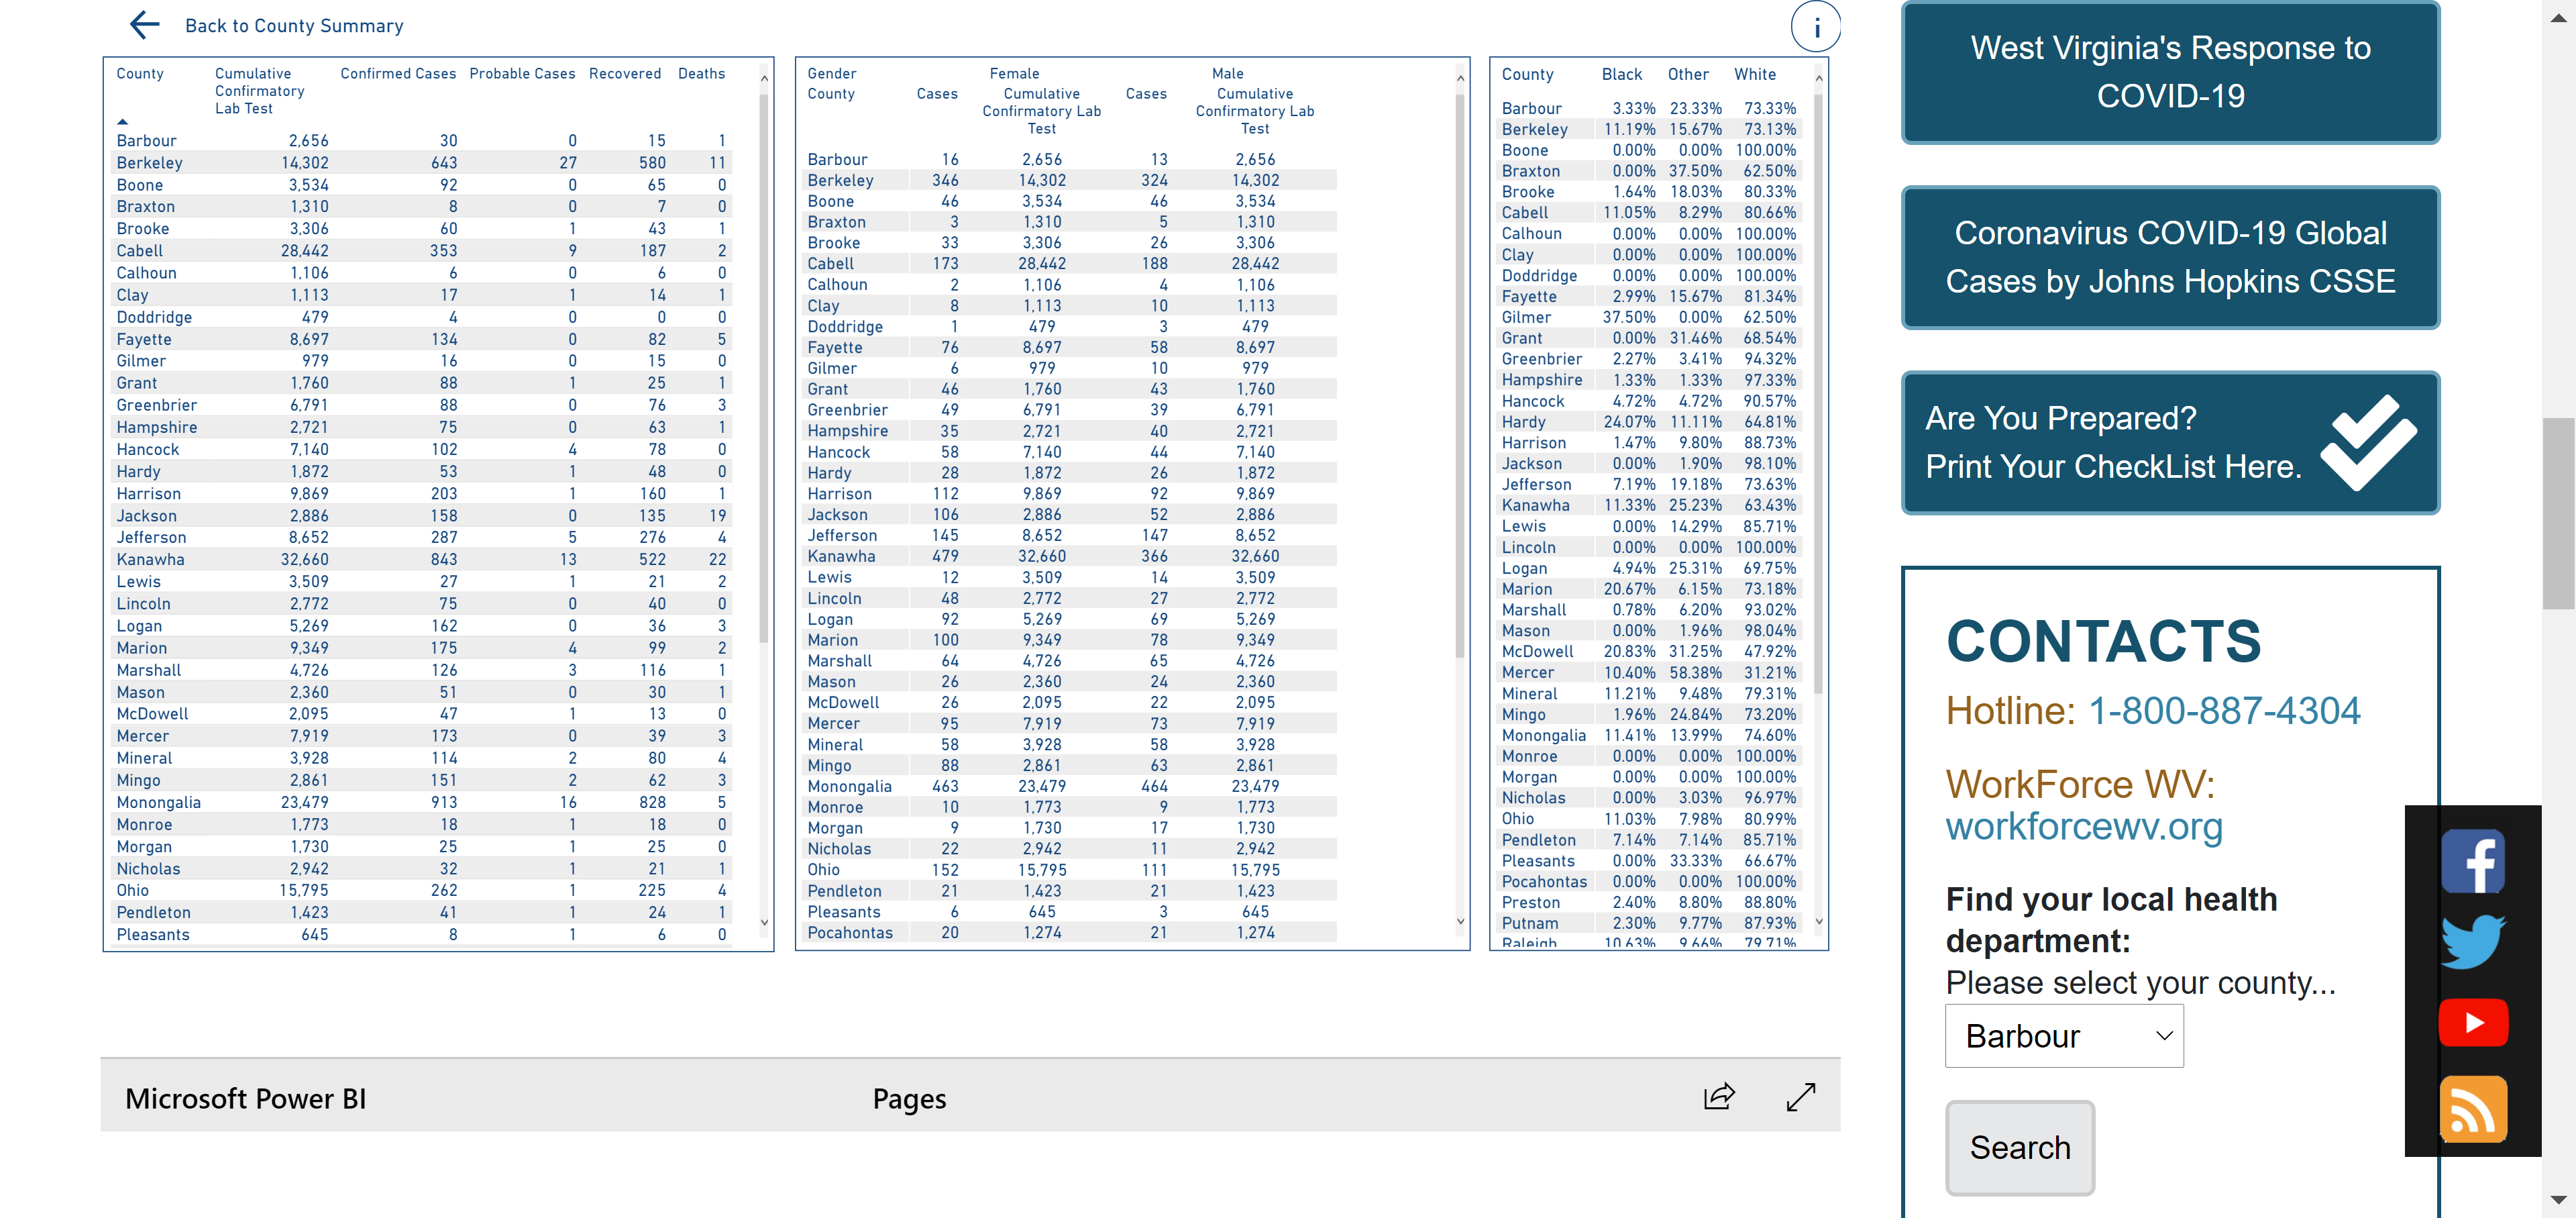 Back to County Summary
i
County Cumulative Confirmatory Lab Test Confirmed Cases Probable Cases Recovered Deaths
Barbour 2,656 30 0 15 1
Berkeley 14,302 643 27 580 11
Boone 3,534 92 0 65 0
Braxton 1,310 8 0 7 0
Brooke 3,306 60 1 43 1
Cabell 28,442 353 9 187 2
Calhoun 1,106 6 0 6 0
Clay 1,113 17 1 14 1
Doddridge 479 4 0 0 0
Fayette 8,697 134 0 82 5
Gilmer 979 16 0 15 0
Grant 1,760 88 1 25 1
Greenbrier 6,791 88 0 76 3
Hampshire 2,721 75 0 63 1
Hancock 7,140 102 4 78 0
Hardy 1,872 53 1 48 0
Harrison 9,869 203 1 160 1
Jackson 2,886 158 0 135 19
Jefferson 8,652 287 5 276 4
Kanawha 32,660 843 13 522 22
Lewis 3,509 27 1 21 2
Lincoln 2,772 75 0 40 0
Logan 5,269 162 0 36 3
Marion 9,349 175 4 99 2
Marshall 4,726 126 3 116 1
Mason 2,360 51 0 30 1
McDowell 2,095 47 1 13 0
Mercer 7,919 173 0 39 3
Mineral 3,928 114 2 80 4
Mingo 2,861 151 2 62 3
Monongalia 23,479 913 16 828 5
Monroe 1,773 18 1 18 0
Morgan 1,730 25 1 25 0
Nicholas 2,942 32 1 21 1
Ohio 15,795 262 1 225 4
Pendleton 1,423 41 1 24 1
Pleasants 645 8 1 6 0
Gender Female Male
County Cases Cumulative Confirmatory Lab Test Cases Cumulative Confirmatory Lab Test
Barbour 16 2,656 13 2,656
Berkeley 346 14,302 324 14,302
Boone 46 3,534 46 3,534
Braxton 3 1,310 5 1,310
Brooke 33 3,306 26 3,306
Cabell 173 28,442 188 28,442
Calhoun 2 1,106 4 1,106
Clay 8 1,113 10 1,113
Doddridge 1 479 3 479
Fayette 76 8,697 58 8,697
Gilmer 6 979 10 979
Grant 46 1,760 43 1,760
Greenbrier 49 6,791 39 6,791
Hampshire 35 2,721 40 2,721
Hancock 58 7,140 44 7,140
Hardy 28 1,872 26 1,872
Harrison 112 9,869 92 9,869
Jackson 106 2,886 52 2,886
Jefferson 145 8,652 147 8,652
Kanawha 479 32,660 366 32,660
Lewis 12 3,509 14 3,509
Lincoln 48 2,772 27 2,772
Logan 92 5,269 69 5,269
Marion 100 9,349 78 9,349
Marshall 64 4,726 65 4,726
Mason 26 2,360 24 2,360
McDowell 26 2,095 22 2,095
Mercer 95 7,919 73 7,919
Mineral 58 3,928 58 3,928
Mingo 88 2,861 63 2,861
Monongalia 463 23,479 464 23,479
Monroe 10 1,773 9 1,773
Morgan 9 1,730 17 1,730
Nicholas 22 2,942 11 2,942
Ohio 152 15,795 111 15,795
Pendleton 21 1,423 21 1,423
Pleasants 6 645 3 645
Pocahontas 20 1,274 21 1,274
County Black Other White
Barbour 3.33% 23.33% 73.33%
Berkeley 11.19% 15.67% 73.13%
Boone 0.00% 0.00% 100.00%
Braxton 0.00% 37.50% 62.50%
Brooke 1.64% 18.03% 80.33%
Cabell 11.05% 8.29% 80.66%
Calhoun 0.00% 0.00% 100.00%
Clay 0.00% 0.00% 100.00%
Doddridge 0.00% 0.00% 100.00%
Fayette 2.99% 15.67% 81.34%
Gilmer 37.50% 0.00% 62.50%
Grant 0.00% 31.46% 68.54%
Greenbrier 2.27% 3.41% 94.32%
Hampshire 1.33% 1.33% 97.33%
Hancock 4.72% 4.72% 90.57%
Hardy 24.07% 11.11% 64.81%
Harrison 1.47% 9.80% 88.73%
Jackson 0.00% 1.90% 98.10%
Jefferson 7.19% 19.18% 73.63%
Kanawha 11.33% 25.23% 63.43%
Lewis 0.00% 14.29% 85.71%
Lincoln 0.00% 0.00% 100.00%
Logan 4.94% 25.31% 69.75%
Marion 20.67% 6.15% 73.18%
Marshall 0.78% 6.20% 93.02%
Mason 0.00% 1.96% 98.04%
McDowell 20.83% 31.25% 47.92%
Mercer 10.40% 58.38% 31.21%
Mineral 11.21% 9.48% 79.31%
Mingo 1.96% 24.84% 73.20%
Monongalia 11.41% 13.99% 74.60%
Monroe 0.00% 0.00% 100.00%
Morgan 0.00% 0.00% 100.00%
Nicholas 0.00% 3.03% 96.97%
Ohio 11.03% 7.98% 80.99%
Pendleton 7.14% 7.14% 85.71%
Pleasants 0.00% 33.33% 66.67%
Pocahontas 0.00% 0.00% 100.00%
Preston 2.40% 8.80% 88.80%
Putnam 2.30% 9.77% 87.93%
Raleigh 10.63% 9.66% 79.71%
Microsoft Power BI Pages
West Virginia's Response to
COVID-19
Coronavirus COVID-19 Global
Cases by Johns Hopkins CSSE
Are You Prepared?
Print Your CheckList Here.
CONTACTS
Hotline: 1-800-887-4304
WorkForce WV:
workforcewv.org
Find your local health
department:
Please select your county...
Barbour
Search